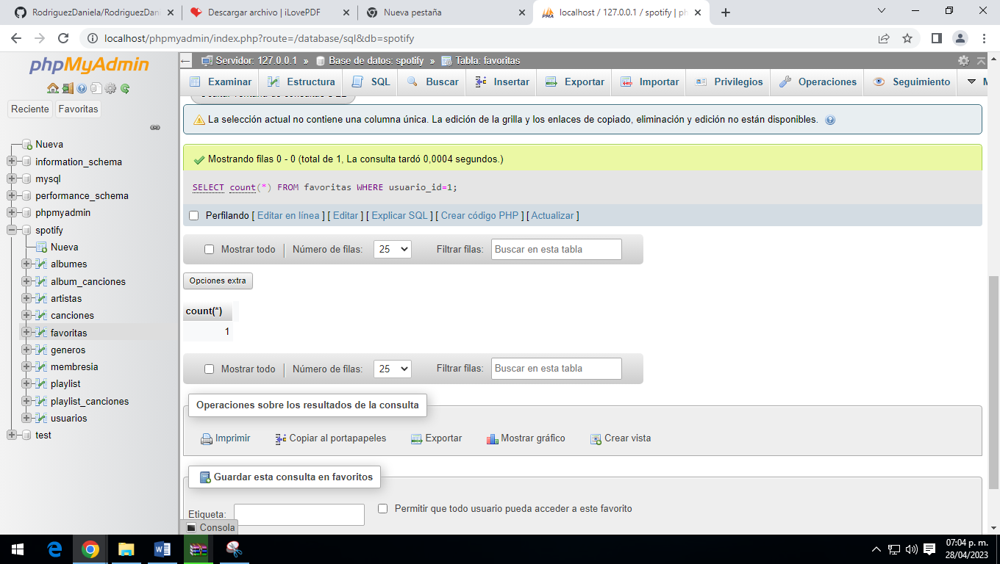 RodriguezDaniela/RodriguezDani
Descargar archivo | iLovePDF
Nueva pestaña
localhost / 127.0.0.1 / spotify | ph
localhost/phpmyadmin/index.php?route=/database/sql&db=spotify
phpMyAdmin
Reciente
Favoritas
Nueva
information_schema
mysql
performance_schema
phpmyadmin
spotify
Nueva
albumes
album_canciones
artistas
canciones
favoritas
generos
membresia
playlist
playlist_canciones
usuarios
test
Servidor: 127.0.0.1 » Base de datos: spotify » Tabla: favoritas
Examinar
Estructura
SQL
Buscar
Insertar
Exportar
Importar
Privilegios
Operaciones
Seguimiento
La selección actual no contiene una columna única. La edición de la grilla y los enlaces de copiado, eliminación y edición no están disponibles.
Mostrando filas 0 - 0 (total de 1, La consulta tardó 0,0004 segundos.)
SELECT count(*) FROM favoritas WHERE usuario_id=1;
Perfilando [ Editar en línea ] [ Editar ] [ Explicar SQL ] [ Crear código PHP ] [ Actualizar ]
Mostrar todo | Número de filas: 25 Filtrar filas: Buscar en esta tabla
Opciones extra
count(*)
1
Mostrar todo | Número de filas: 25 Filtrar filas: Buscar en esta tabla
Operaciones sobre los resultados de la consulta
Imprimir
Copiar al portapapeles
Exportar
Mostrar gráfico
Crear vista
Guardar esta consulta en favoritos
Etiqueta:
Permitir que todo usuario pueda acceder a este favorito
Consola
07:04 p. m.
28/04/2023